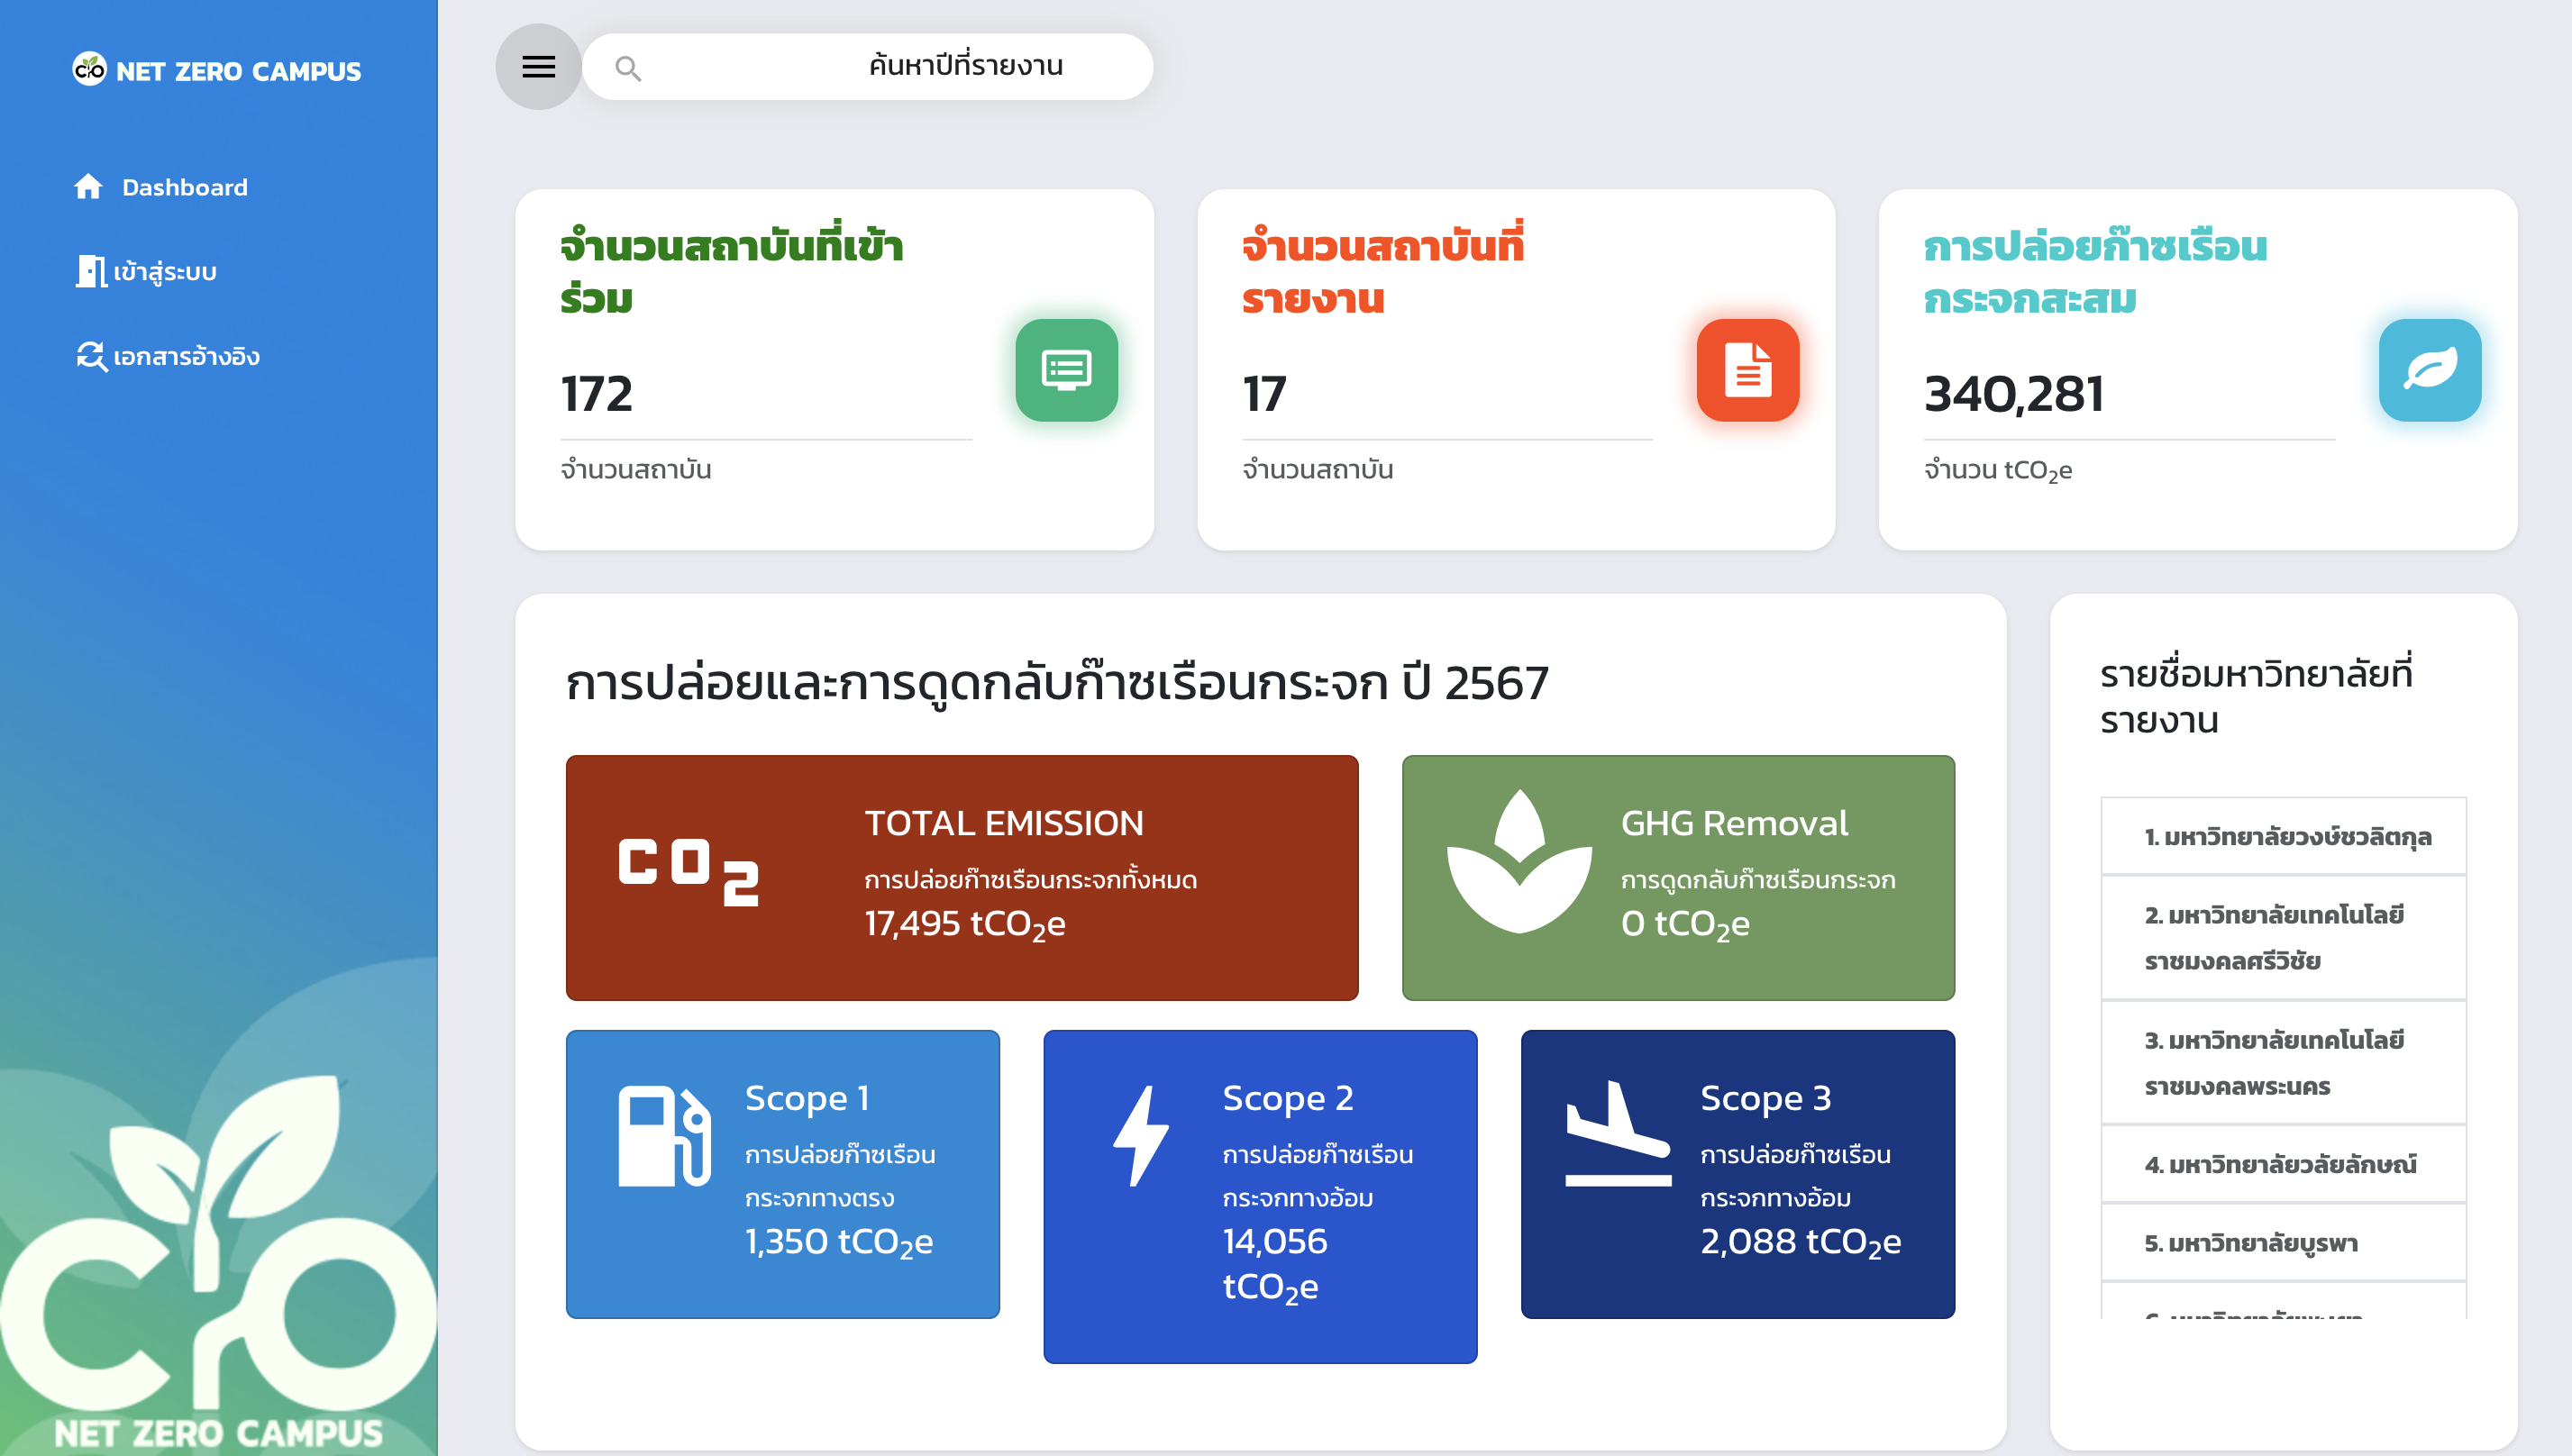 NET ZERO CAMPUS
Dashboard
เข้าสู่ระบบ
เอกสารอ้างอิง
NET ZERO CAMPUS
ค้นหาปีที่รายงาน
จำนวนสถาบันที่เข้า
ร่วม
172
จำนวนสถาบัน
จำนวนสถาบันที่
รายงาน
17
จำนวนสถาบัน
การปล่อยก๊าซเรือน
กระจกสะสม
340,281
จำนวน tCO₂e
การปล่อยและการดูดกลับก๊าซเรือนกระจก ปี 2567
CO₂
TOTAL EMISSION
การปล่อยก๊าซเรือนกระจกทั้งหมด
17,495 tCO₂e
GHG Removal
การดูดกลับก๊าซเรือนกระจก
0 tCO₂e
Scope 1
การปล่อยก๊าซเรือน
กระจกทางตรง
1,350 tCO₂e
Scope 2
การปล่อยก๊าซเรือน
กระจกทางอ้อม
14,056
tCO₂e
Scope 3
การปล่อยก๊าซเรือน
กระจกทางอ้อม
2,088 tCO₂e
รายชื่อมหาวิทยาลัยที่
รายงาน
1. มหาวิทยาลัยวงษ์ชวลิตกุล
2. มหาวิทยาลัยเทคโนโลยี
ราชมงคลศรีวิชัย
3. มหาวิทยาลัยเทคโนโลยี
ราชมงคลพระนคร
4. มหาวิทยาลัยวลัยลักษณ์
5. มหาวิทยาลัยบูรพา